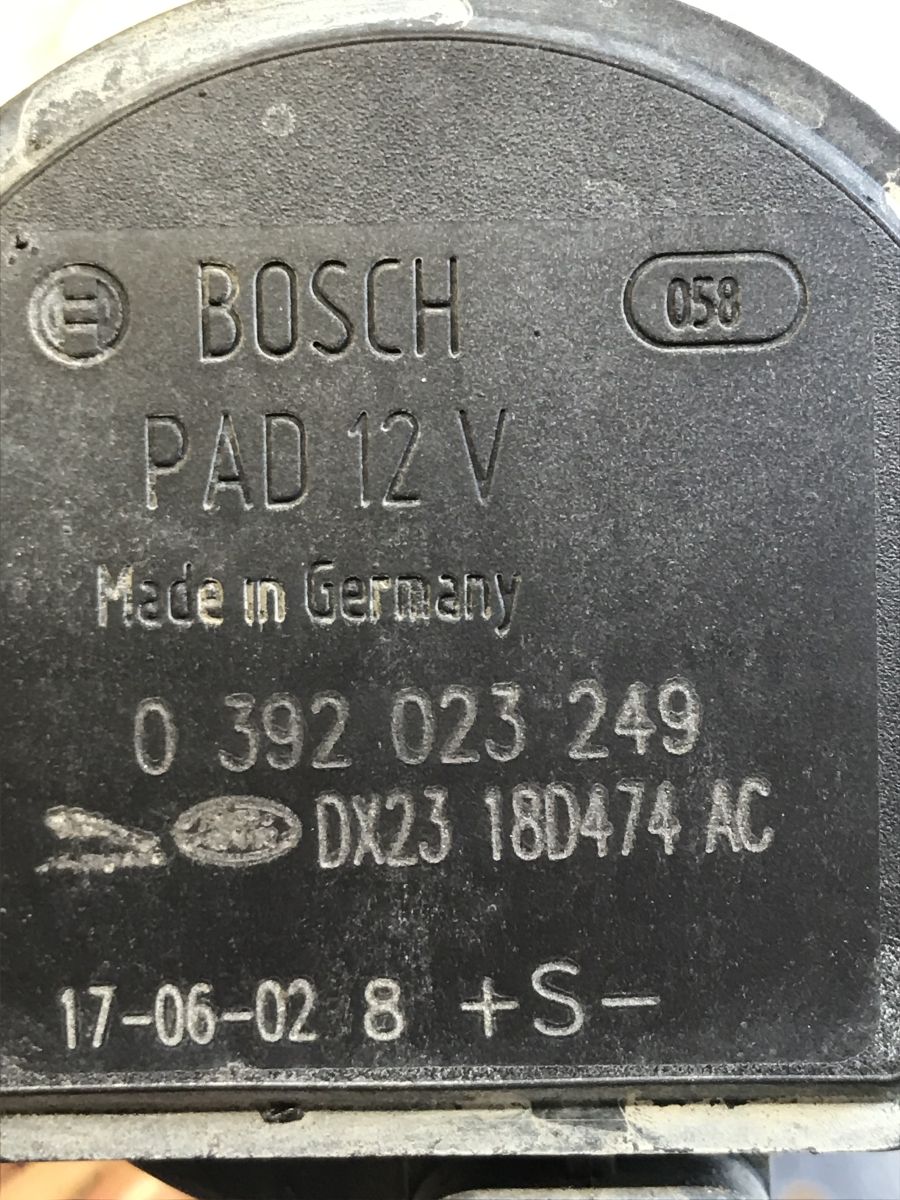 BOSCH 058
PAD 12 V
Made in Germany
0 392 023 249
DX23 18D474 AC
17-06-02 8 +S-